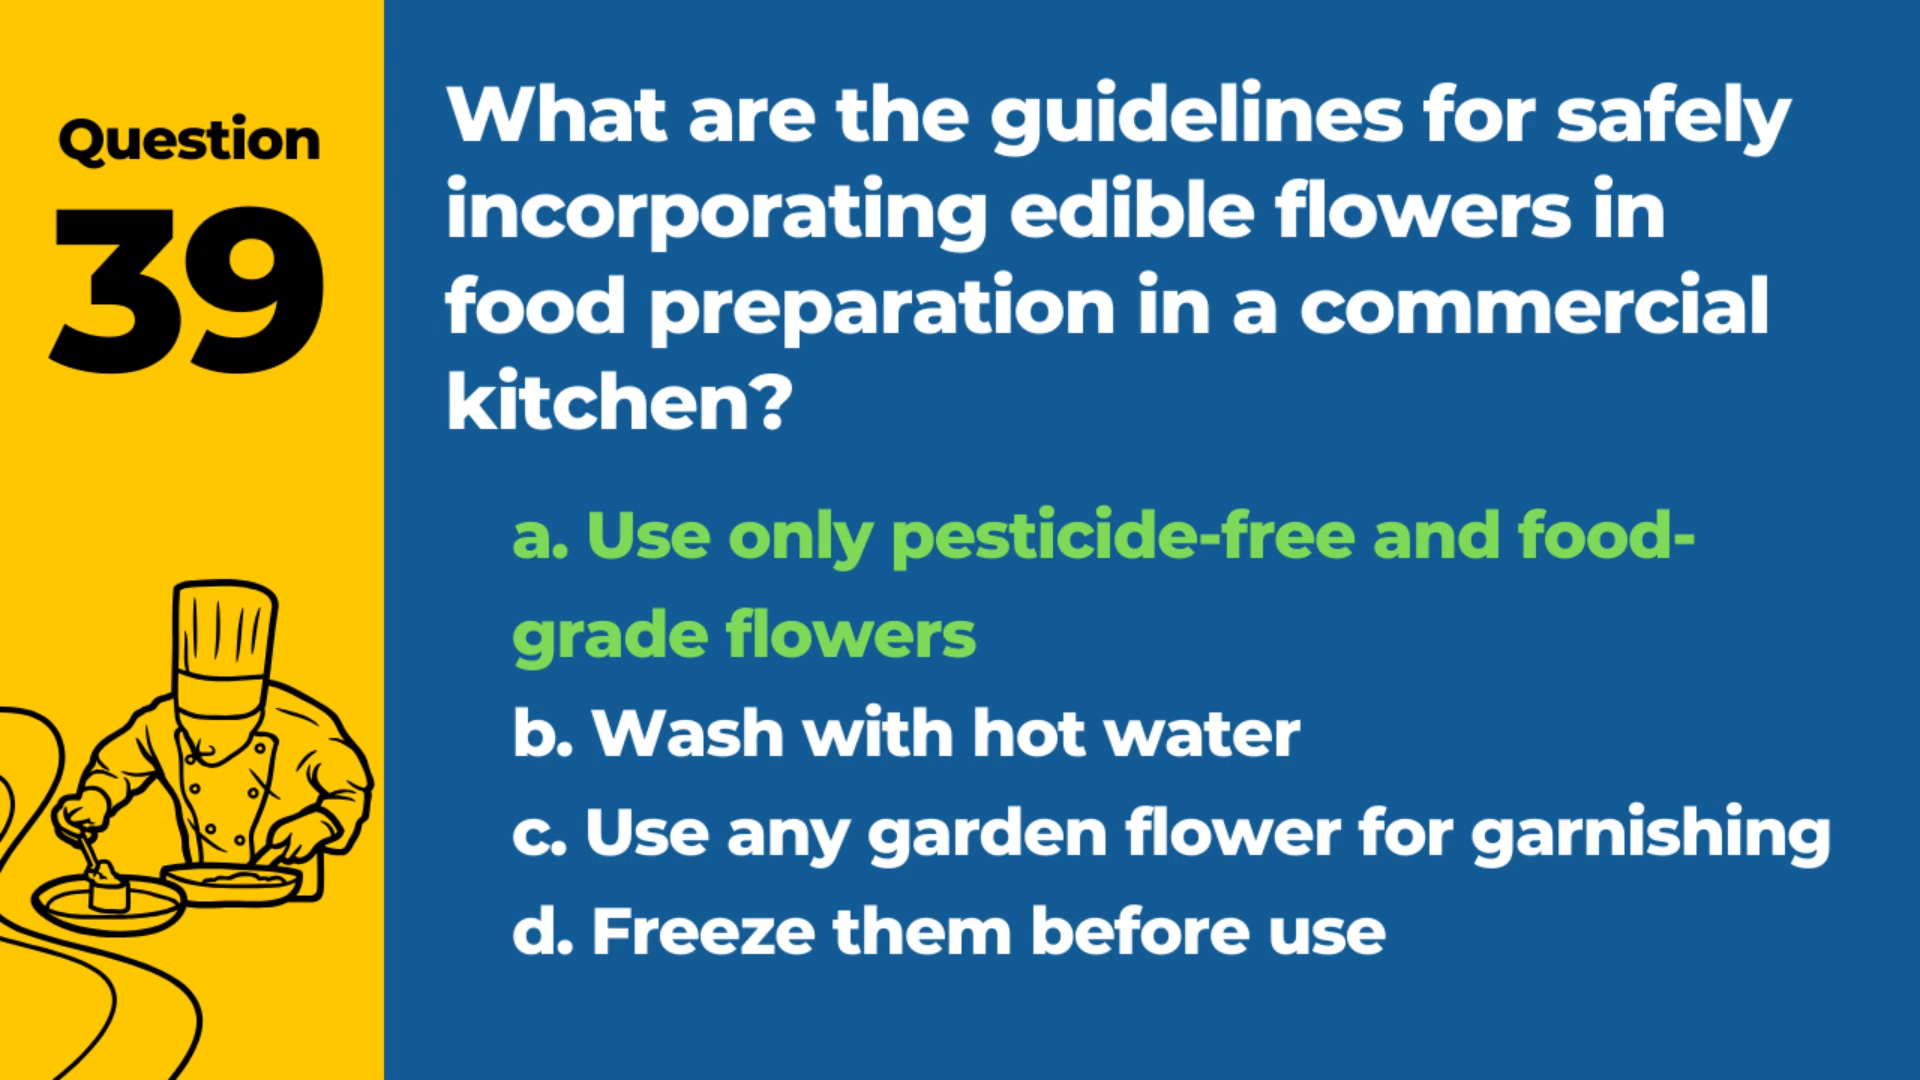 Question
39
What are the guidelines for safely
incorporating edible flowers in
food preparation in a commercial
kitchen?
a. Use only pesticide-free and food-
grade flowers
b. Wash with hot water
c. Use any garden flower for garnishing
d. Freeze them before use